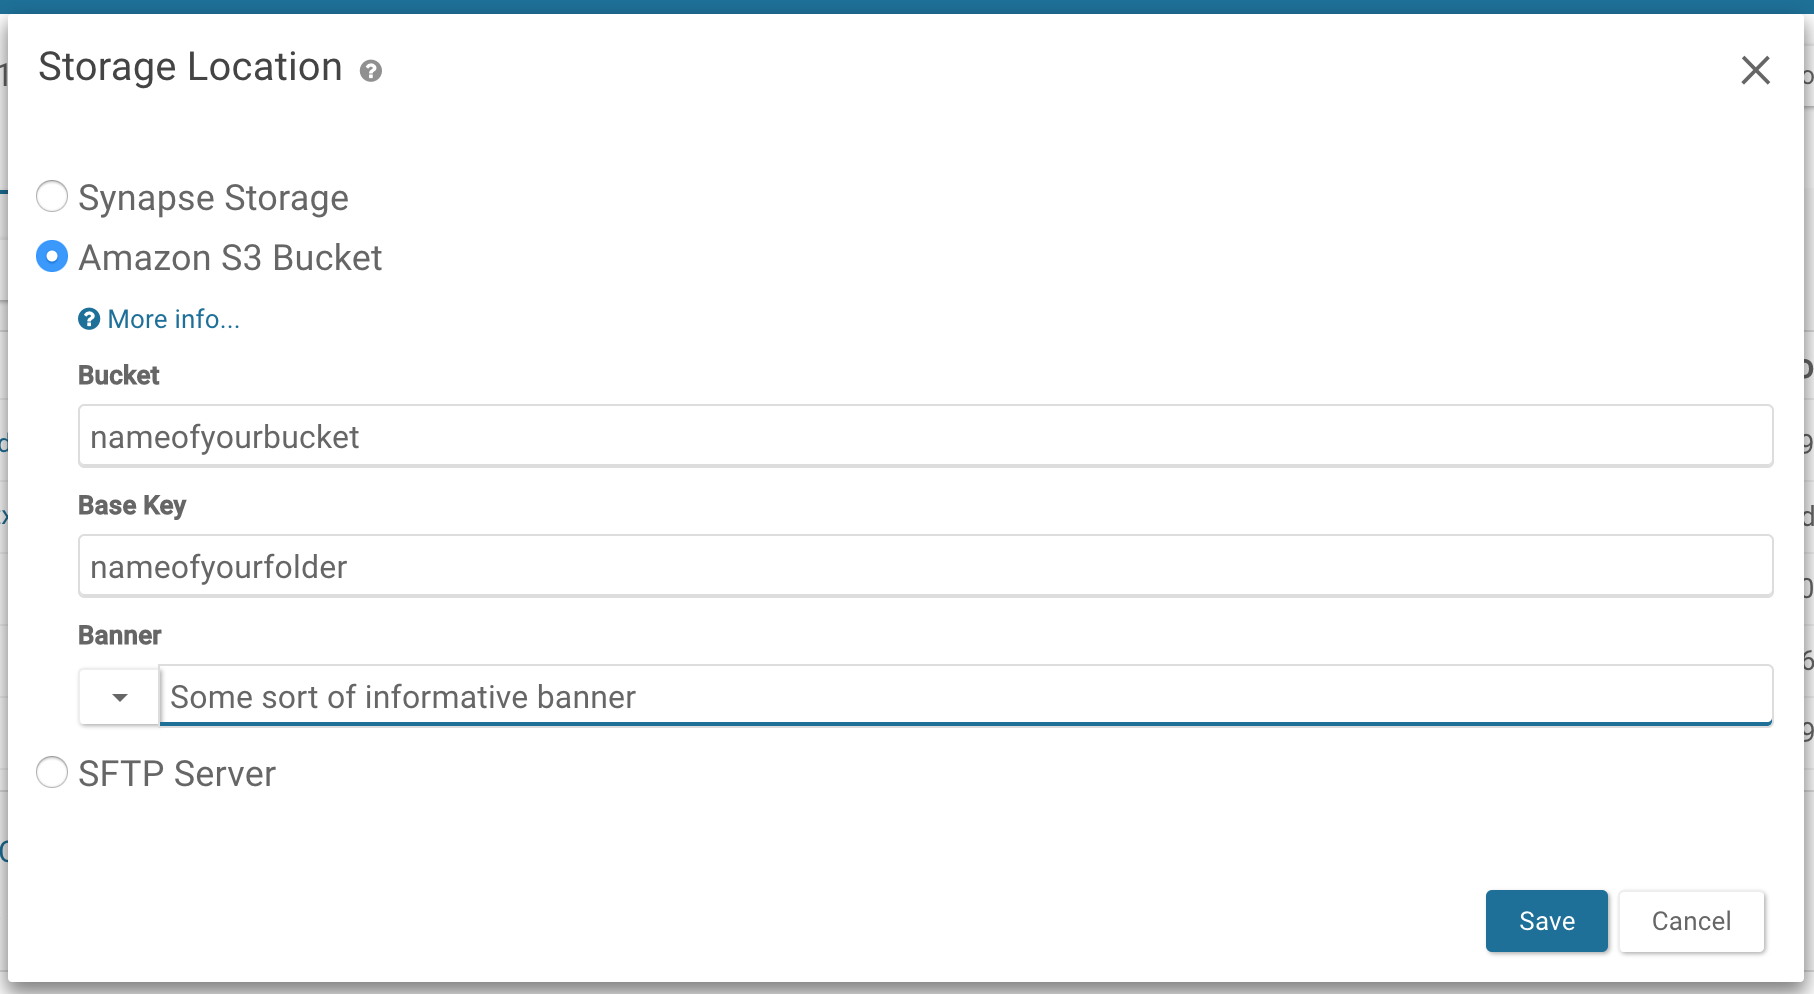 Storage Location
Synapse Storage
Amazon S3 Bucket
More info...
Bucket
nameofyourbucket
Base Key
nameofyourfolder
Banner
Some sort of informative banner
SFTP Server
Save Cancel